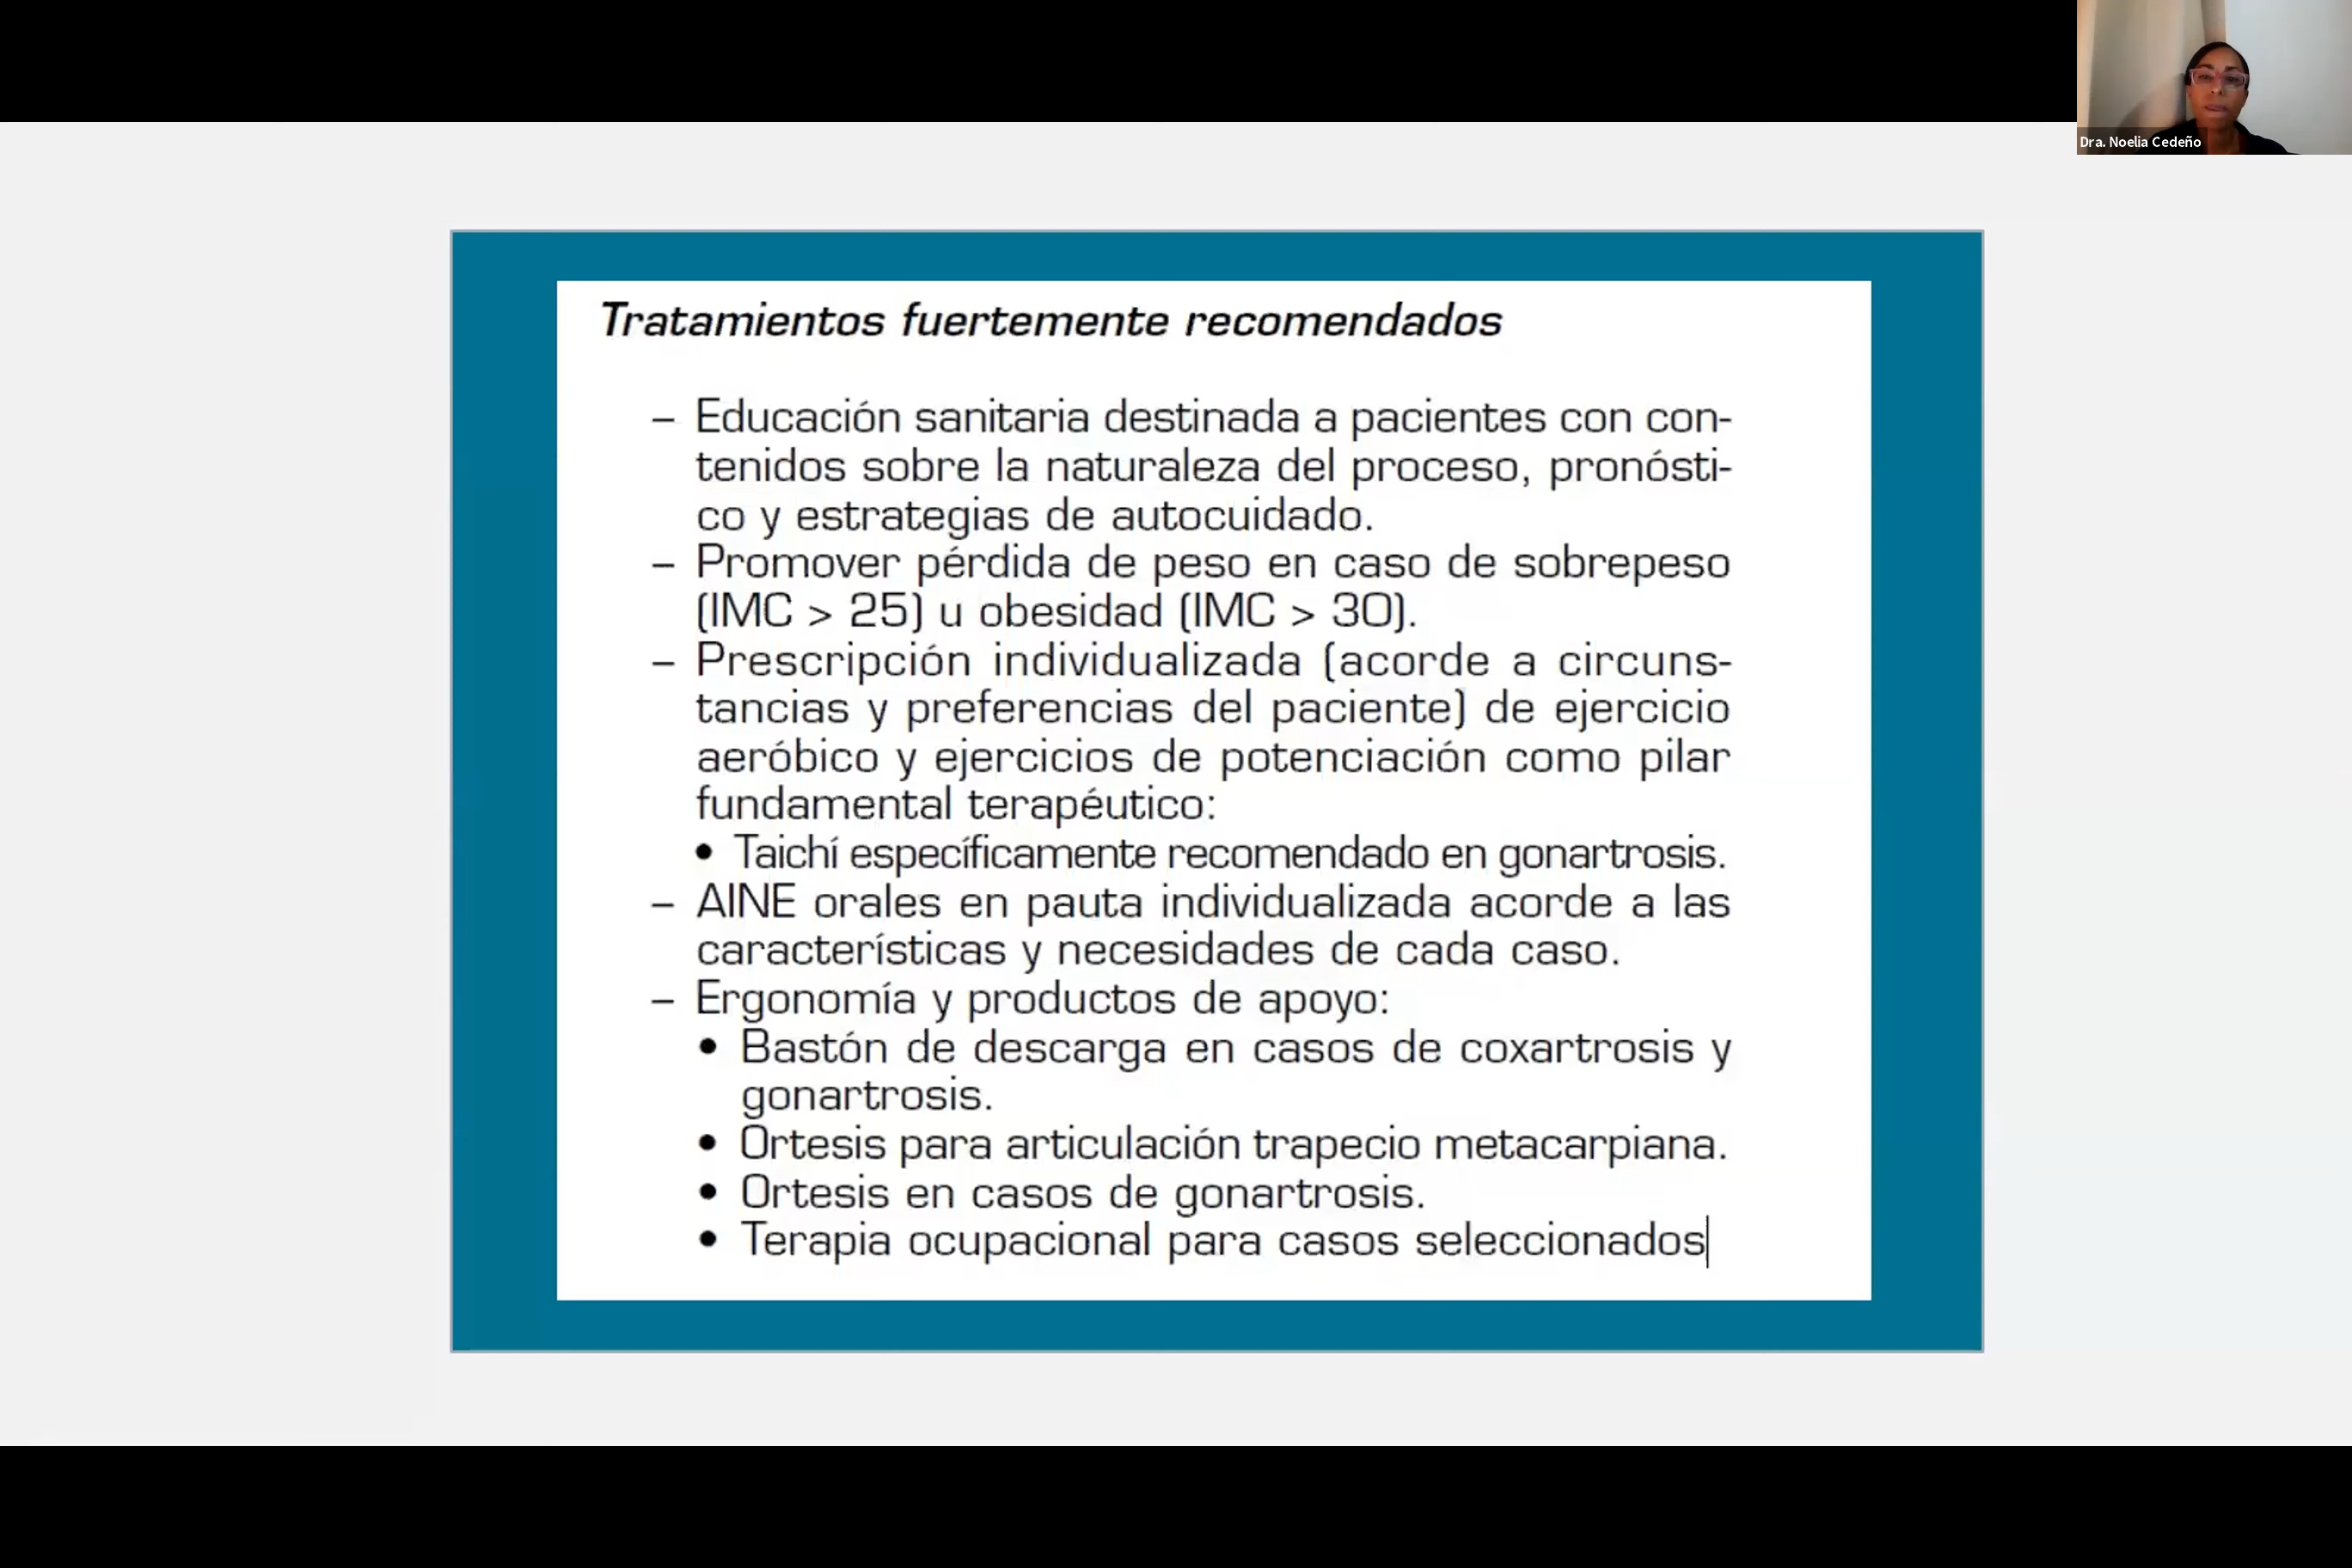 Dra. Noelia Cedeño
Tratamientos fuertemente recomendados
– Educación sanitaria destinada a pacientes con con-
tenidos sobre la naturaleza del proceso, pronósti-
co y estrategias de autocuidado.
– Promover pérdida de peso en caso de sobrepeso
(IMC > 25) u obesidad (IMC > 30).
– Prescripción individualizada (acorde a circuns-
tancias y preferencias del paciente) de ejercicio
aeróbico y ejercicios de potenciación como pilar
fundamental terapéutico:
• Taichí específicamente recomendado en gonartrosis.
– AINE orales en pauta individualizada acorde a las
características y necesidades de cada caso.
– Ergonomía y productos de apoyo:
• Bastón de descarga en casos de coxartrosis y
gonartrosis.
• Ortesis para articulación trapecio metacarpiana.
• Ortesis en casos de gonartrosis.
• Terapia ocupacional para casos seleccionados